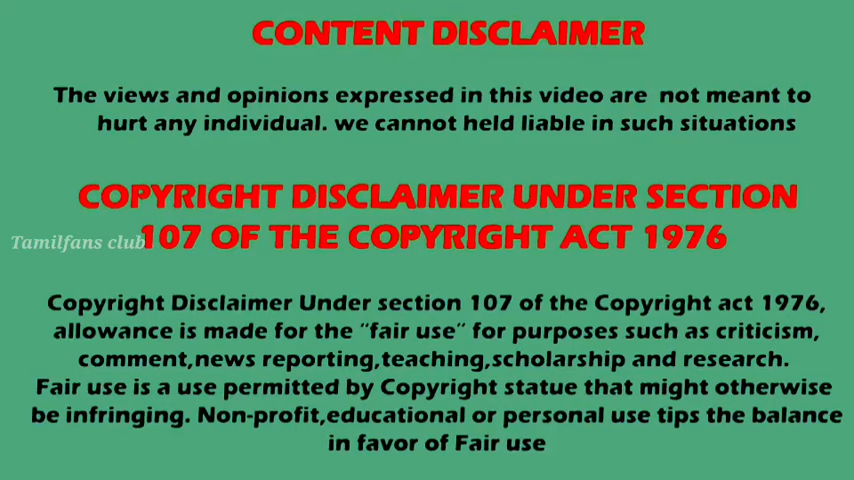 CONTENT DISCLAIMER
The views and opinions expressed in this video are not meant to
hurt any individual. we cannot held liable in such situations
COPYRIGHT DISCLAIMER UNDER SECTION
107 OF THE COPYRIGHT ACT 1976
Tamilfans club
Copyright Disclaimer Under section 107 of the Copyright act 1976,
allowance is made for the "fair use" for purposes such as criticism,
comment,news reporting,teaching,scholarship and research.
Fair use is a use permitted by Copyright statue that might otherwise
be infringing. Non-profit,educational or personal use tips the balance
in favor of Fair use